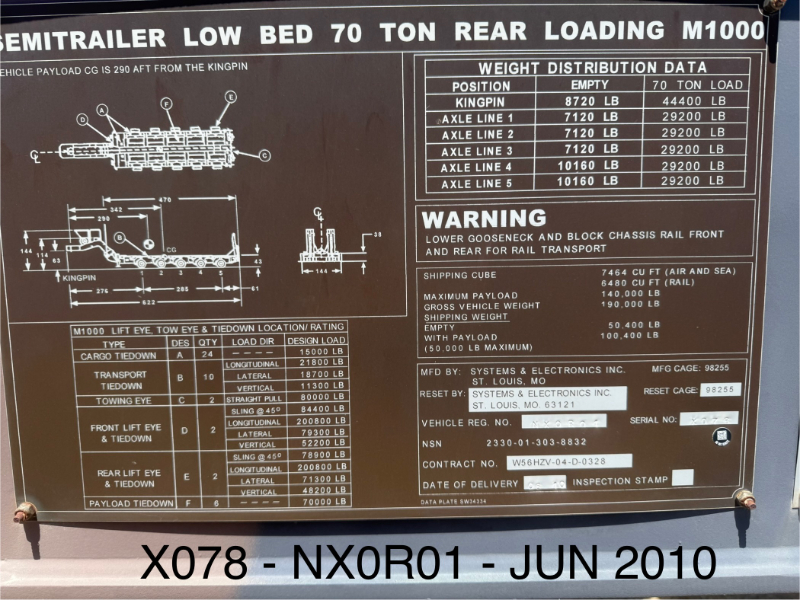 SEMITRAILER LOW BED 70 TON REAR LOADING M1000
VEHICLE PAYLOAD CG IS 290 AFT FROM THE KINGPIN
A
F
E
D
C
C L
470
342
290
B
CG
144
114
63
KINGPIN
1 2 3 4 5
43
276
285
61
622
C L
39
144
WEIGHT DISTRIBUTION DATA
POSITION EMPTY 70 TON LOAD
KINGPIN 8720 LB 44400 LB
AXLE LINE 1 7120 LB 29200 LB
AXLE LINE 2 7120 LB 29200 LB
AXLE LINE 3 7120 LB 29200 LB
AXLE LINE 4 10160 LB 29200 LB
AXLE LINE 5 10160 LB 29200 LB
WARNING
LOWER GOOSENECK AND BLOCK CHASSIS RAIL FRONT
AND REAR FOR RAIL TRANSPORT
SHIPPING CUBE 7464 CU FT (AIR AND SEA)
6480 CU FT (RAIL)
MAXIMUM PAYLOAD 140,000 LB
GROSS VEHICLE WEIGHT 190,000 LB
SHIPPING WEIGHT
EMPTY 50,400 LB
WITH PAYLOAD 100,400 LB
(50,000 LB MAXIMUM)
M1000 LIFT EYE, TOW EYE & TIEDOWN LOCATION/ RATING
TYPE DES QTY LOAD DIR DESIGN LOAD
CARGO TIEDOWN A 24 ---- 15000 LB
TRANSPORT TIEDOWN B 10 LONGITUDINAL 21800 LB
LATERAL 18700 LB
VERTICAL 11300 LB
TOWING EYE C 2 STRAIGHT PULL 80000 LB
FRONT LIFT EYE & TIEDOWN D 2 SLING @ 45º 84400 LB
LONGITUDINAL 200800 LB
LATERAL 79300 LB
VERTICAL 52200 LB
REAR LIFT EYE & TIEDOWN E 2 SLING @ 45º 78900 LB
LONGITUDINAL 200800 LB
LATERAL 71300 LB
VERTICAL 48200 LB
PAYLOAD TIEDOWN F 6 ---- 70000 LB
MFD BY: SYSTEMS & ELECTRONICS INC. MFG CAGE: 98255
ST. LOUIS, MO
RESET BY: SYSTEMS & ELECTRONICS INC. RESET CAGE: 98255
ST. LOUIS, MO. 63121
VEHICLE REG. NO. SERIAL NO.
NSN 2330-01-303-8832
CONTRACT NO. W56HZV-04-D-0328
DATE OF DELIVERY INSPECTION STAMP
DATA PLATE SW34334
X078 - NX0R01 - JUN 2010